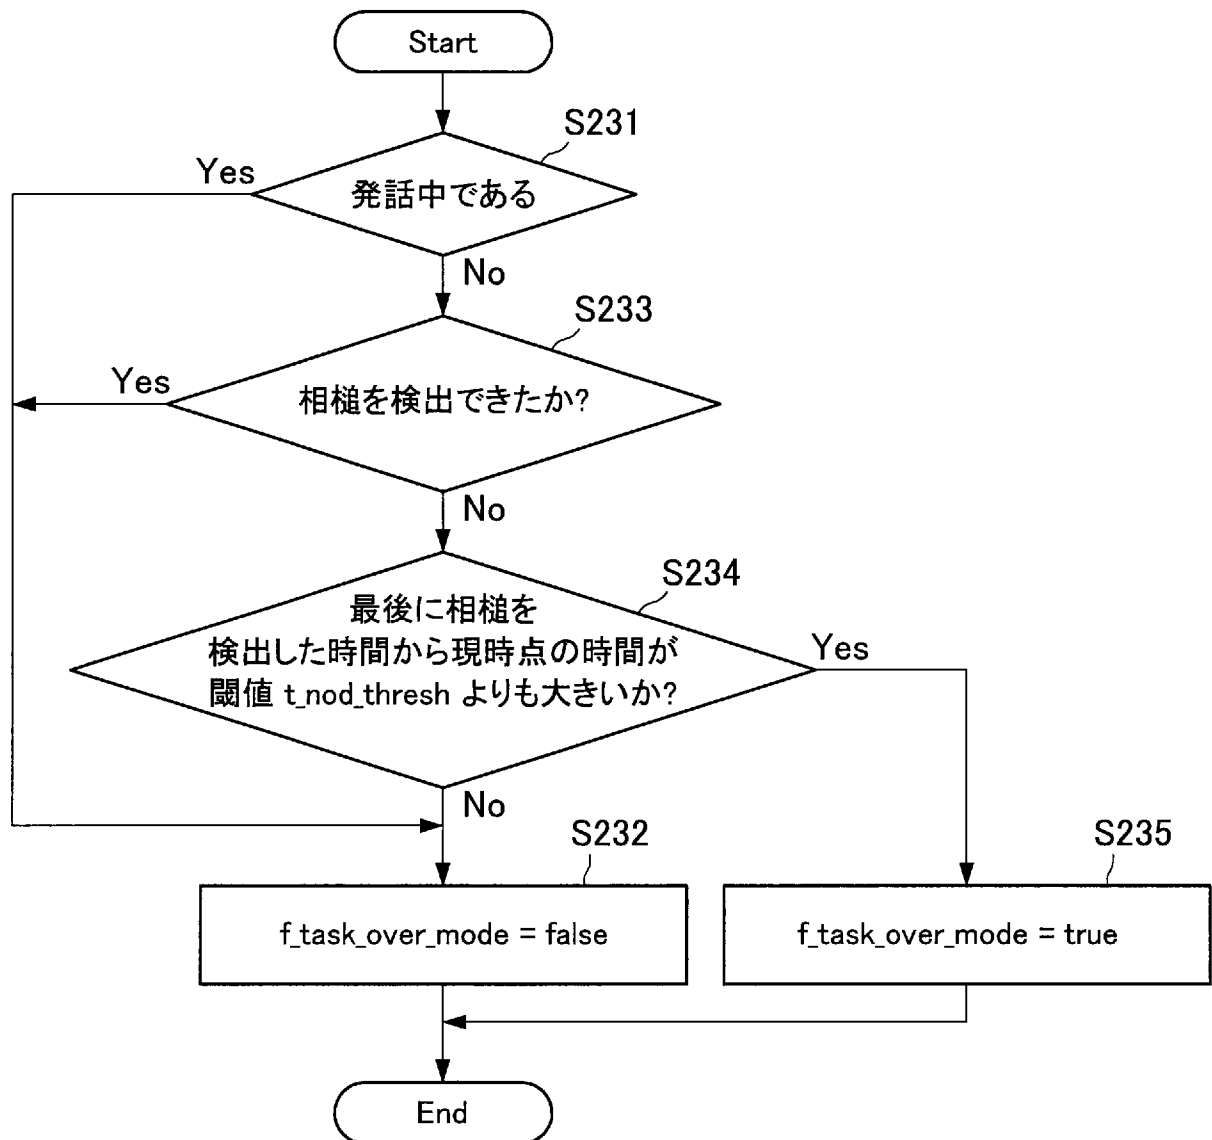 Start
S231
Yes
発話中である
No
S233
Yes
相槌を検出できたか?
No
S234
最後に相槌を
検出した時間から現時点の時間が
閾値 t_nod_thresh よりも大きいか?
Yes
No
S232
S235
f_task_over_mode = false
f_task_over_mode = true
End